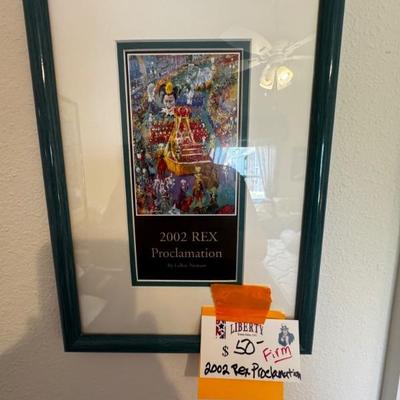 2002 REX
Proclamation
By LeRoy Neiman
LIBERTY
$ 50- Firm
2002 Rex Proclamation